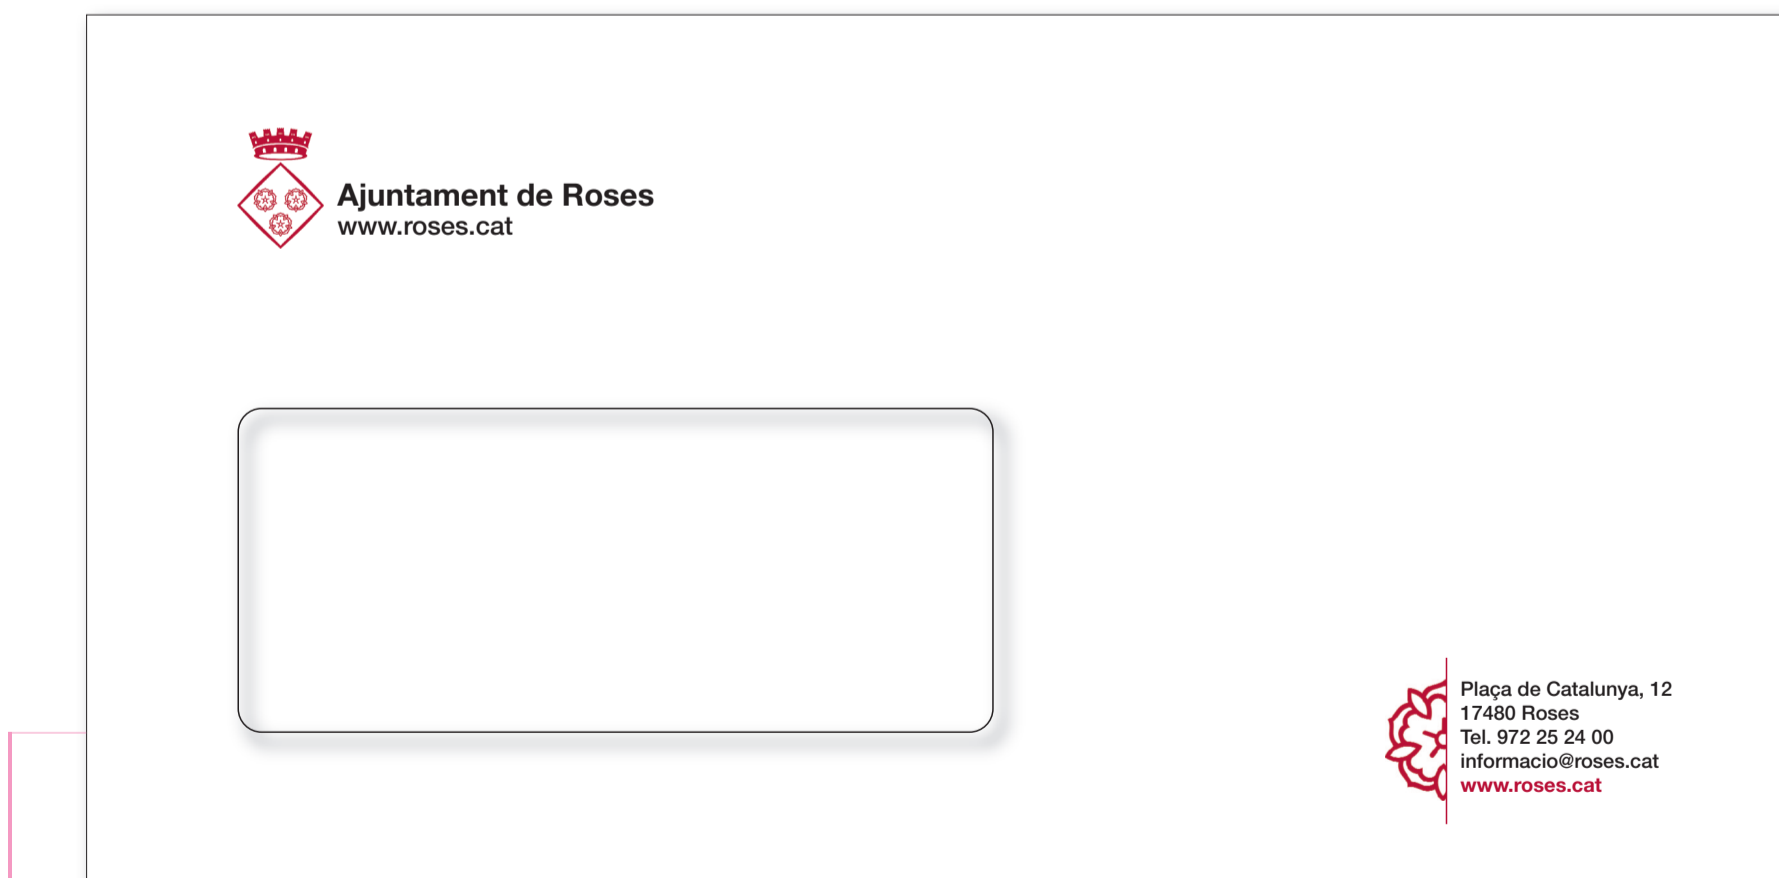 Ajuntament de Roses
www.roses.cat
Plaça de Catalunya, 12
17480 Roses
Tel. 972 25 24 00
informacio@roses.cat
www.roses.cat